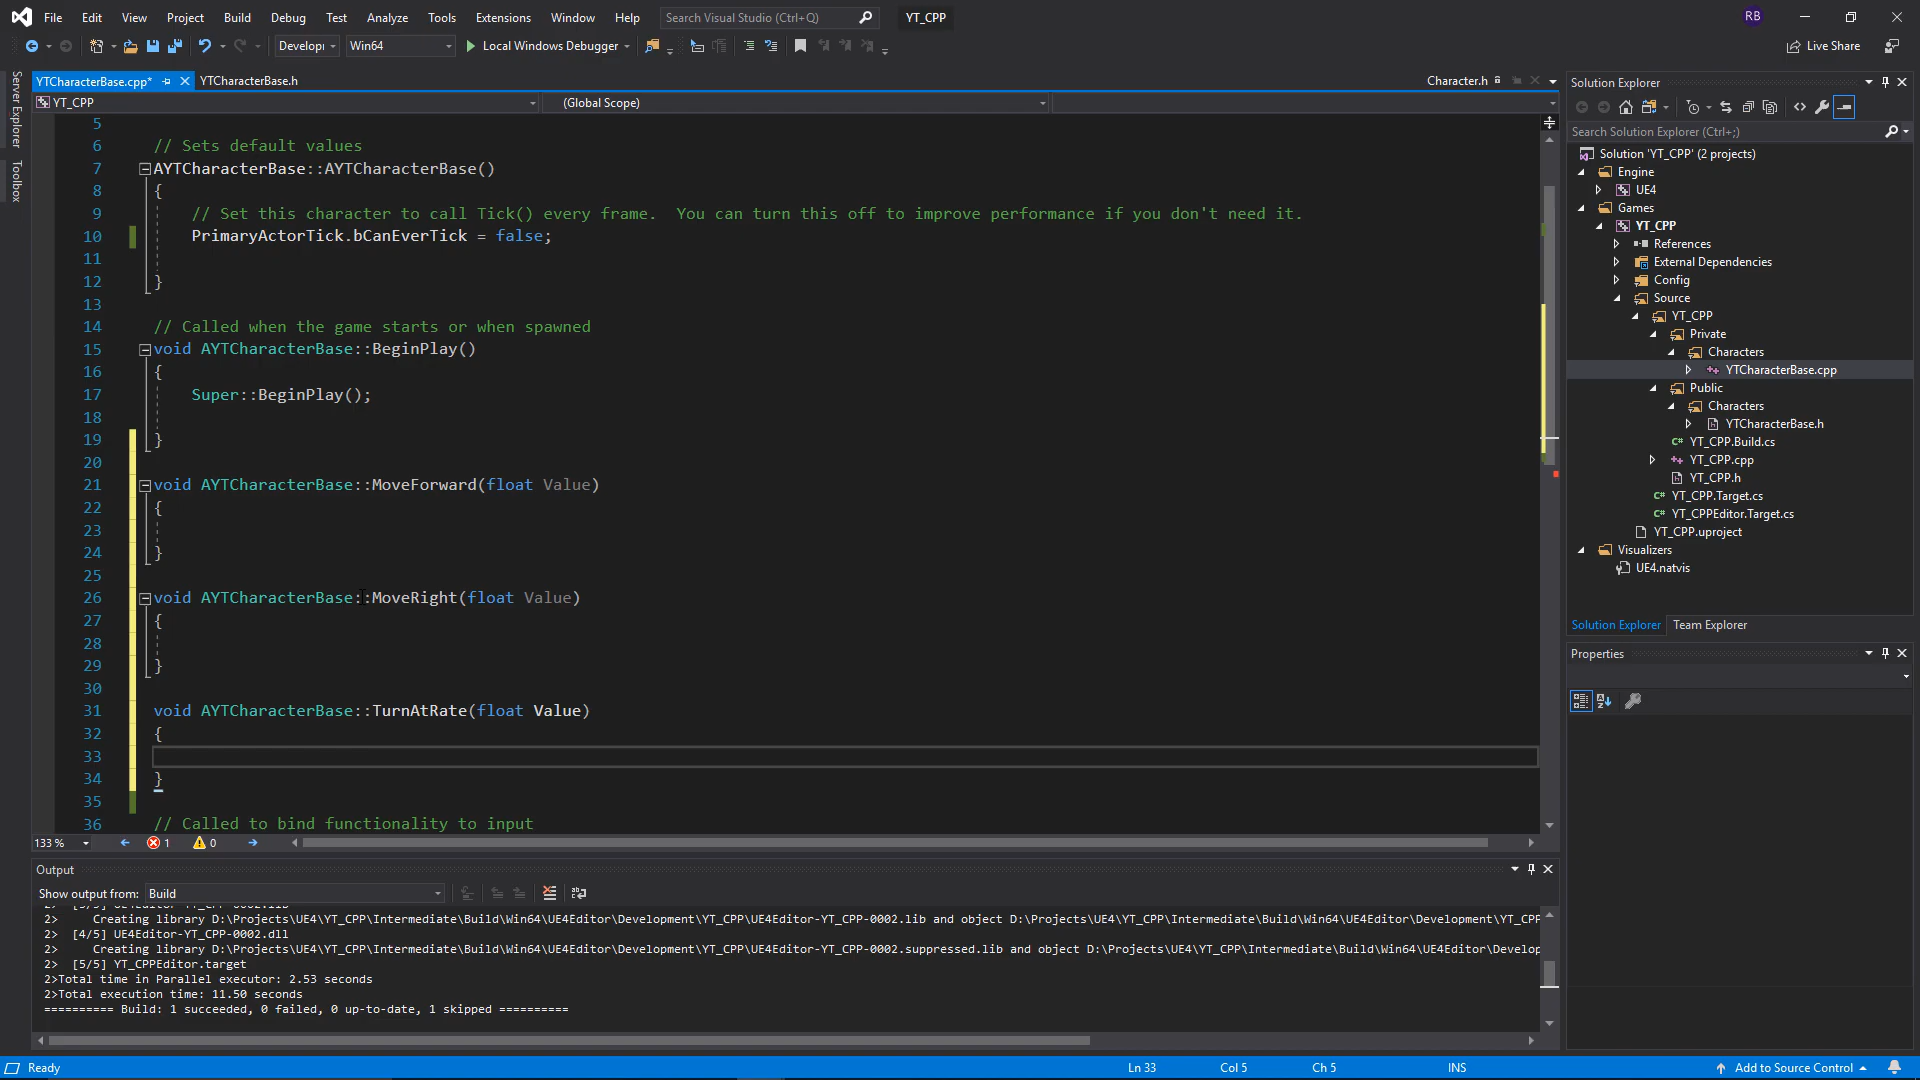 File Edit View Project Build Debug Test Analyze Tools Extensions Window Help Search Visual Studio (Ctrl+Q) YT_CPP RB
Develop Win64 Local Windows Debugger Live Share
YTCharacterBase.cpp* YTCharacterBase.h Character.h
YT_CPP (Global Scope)
Server Explorer
Toolbox
5
6 // Sets default values
7 AYTCharacterBase::AYTCharacterBase()
8 {
9 // Set this character to call Tick() every frame.  You can turn this off to improve performance if you don't need it.
10 PrimaryActorTick.bCanEverTick = false;
11
12 }
13
14 // Called when the game starts or when spawned
15 void AYTCharacterBase::BeginPlay()
16 {
17 Super::BeginPlay();
18
19 }
20
21 void AYTCharacterBase::MoveForward(float Value)
22 {
23
24 }
25
26 void AYTCharacterBase::MoveRight(float Value)
27 {
28
29 }
30
31 void AYTCharacterBase::TurnAtRate(float Value)
32 {
33
34 }
35
36 // Called to bind functionality to input
133 % 1 0
Output
Show output from: Build
2> Creating library D:\Projects\UE4\YT_CPP\Intermediate\Build\Win64\UE4Editor\Development\YT_CPP\UE4Editor-YT_CPP-0002.lib and object D:\Projects\UE4\YT_CPP\Intermediate\Build\Win64\UE4Editor\Development\YT_CPP
2> [4/5] UE4Editor-YT_CPP-0002.dll
2> Creating library D:\Projects\UE4\YT_CPP\Intermediate\Build\Win64\UE4Editor\Development\YT_CPP\UE4Editor-YT_CPP-0002.suppressed.lib and object D:\Projects\UE4\YT_CPP\Intermediate\Build\Win64\UE4Editor\Develop
2> [5/5] YT_CPPEditor.target
2>Total time in Parallel executor: 2.53 seconds
2>Total execution time: 11.50 seconds
========== Build: 1 succeeded, 0 failed, 0 up-to-date, 1 skipped ==========
Solution Explorer
Search Solution Explorer (Ctrl+;)
Solution 'YT_CPP' (2 projects)
Engine
UE4
Games
YT_CPP
References
External Dependencies
Config
Source
YT_CPP
Private
Characters
YTCharacterBase.cpp
Public
Characters
YTCharacterBase.h
YT_CPP.Build.cs
YT_CPP.cpp
YT_CPP.h
YT_CPP.Target.cs
YT_CPPEditor.Target.cs
YT_CPP.uproject
Visualizers
UE4.natvis
Solution Explorer Team Explorer
Properties
Ready Ln 33 Col 5 Ch 5 INS Add to Source Control